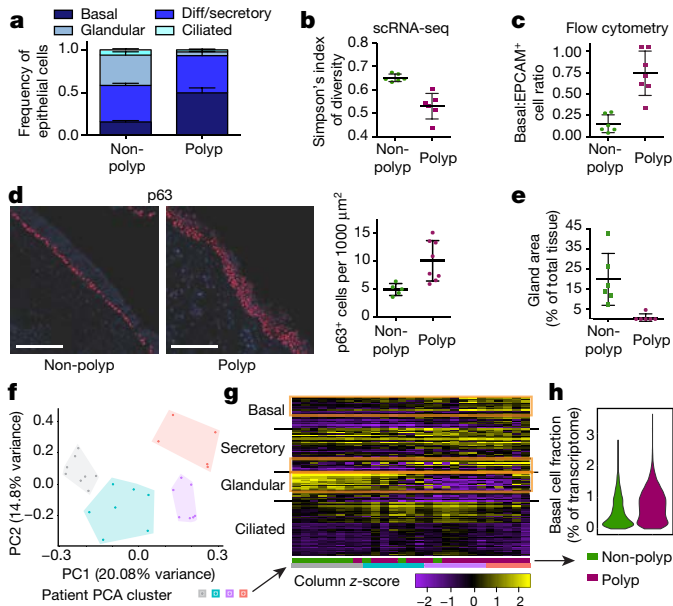 a
Basal
Diff/secretory
Glandular
Ciliated
Frequency of
epithelial cells
1.0
0.5
0.0
Non-
polyp
Polyp
b
scRNA-seq
Simpson's index
of diversity
0.8
0.7
0.6
0.5
0.4
Non-
polyp
Polyp
c
Flow cytometry
Basal:EPCAM⁺
cell ratio
1.00
0.75
0.50
0.25
0.00
Non-
polyp
Polyp
d
p63
Non-polyp
Polyp
p63⁺ cells per 1000 μm²
20
15
10
5
0
Non-
polyp
Polyp
e
Gland area
(% of total tissue)
45
35
25
15
5
Non-
polyp
Polyp
f
PC2 (14.8% variance)
0.4
0.2
0.0
−0.2
−0.3
0.0
0.3
PC1 (20.08% variance)
Patient PCA cluster
g
Basal
Secretory
Glandular
Ciliated
Column z-score
−2
−1
0
1
2
h
Basal cell fraction
(% of transcriptome)
3
2
1
0
Non-polyp
Polyp